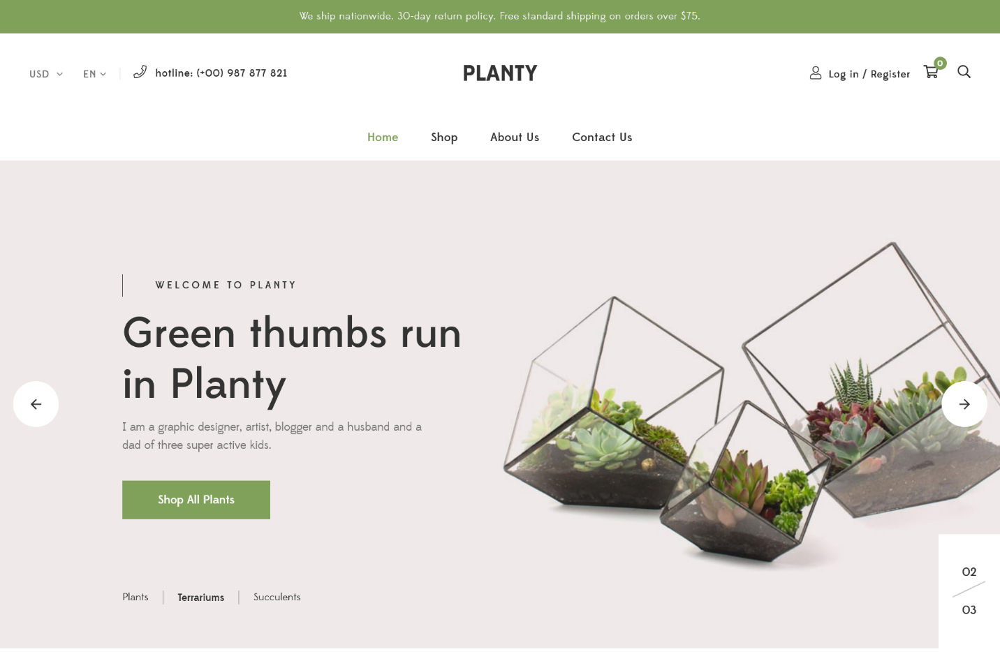 We ship nationwide. 30-day return policy. Free standard shipping on orders over $75.
USD EN hotline: (+00) 987 877 821
PLANTY
Log in / Register 0
Home Shop About Us Contact Us
WELCOME TO PLANTY
Green thumbs run
in Planty
I am a graphic designer, artist, blogger and a husband and a
dad of three super active kids.
Shop All Plants
Plants Terrariums Succulents
02
03